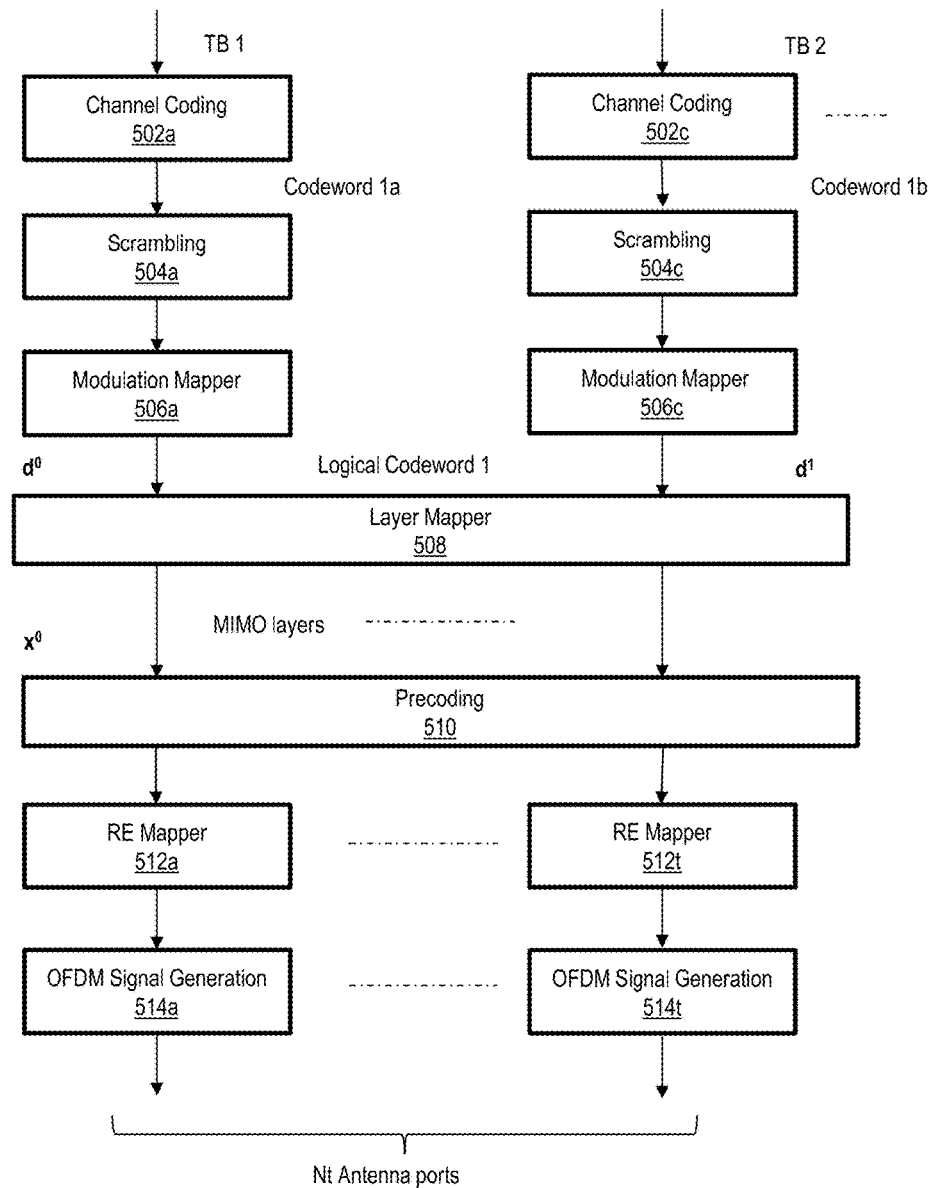 TB 1
TB 2
Channel Coding
502a
Channel Coding
502c
Codeword 1a
Codeword 1b
Scrambling
504a
Scrambling
504c
Modulation Mapper
506a
Modulation Mapper
506c
d⁰
Logical Codeword 1
d¹
Layer Mapper
508
MIMO layers
x⁰
Precoding
510
RE Mapper
512a
RE Mapper
512t
OFDM Signal Generation
514a
OFDM Signal Generation
514t
Nt Antenna ports